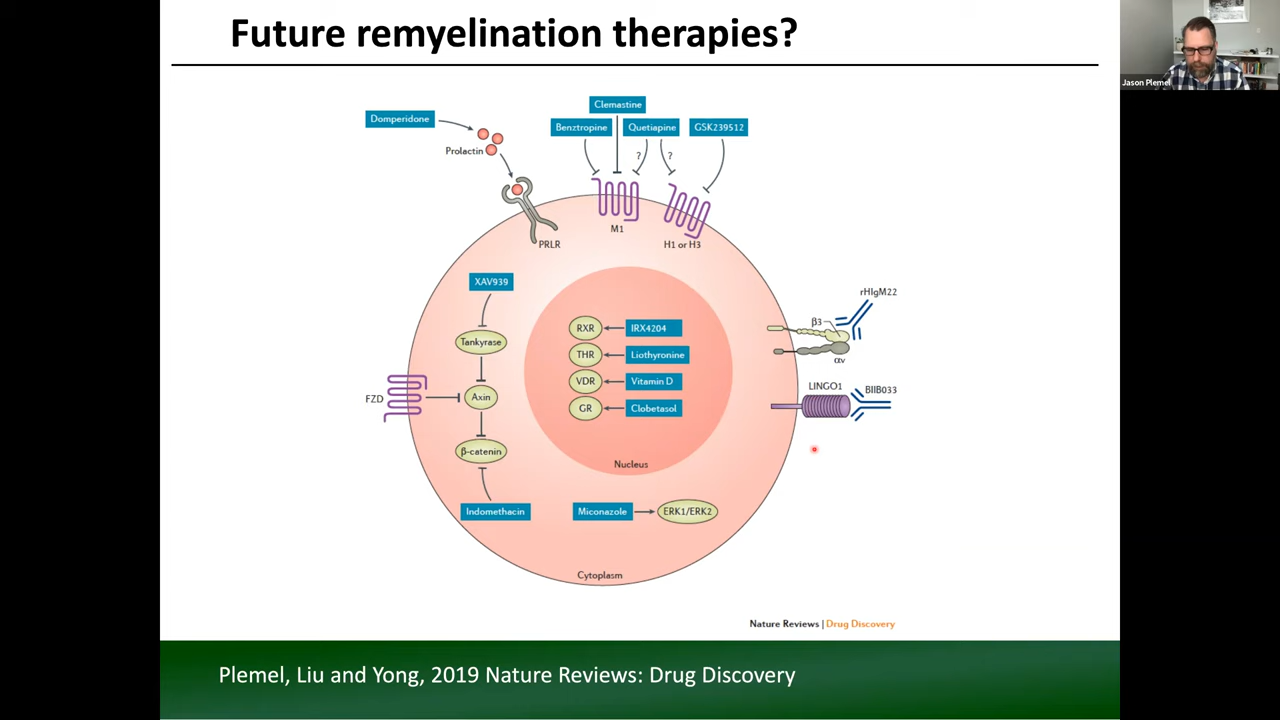 Future remyelination therapies?
Jason Plemel
Clemastine
Domperidone
Benztropine
Quetiapine
GSK239512
Prolactin
?
?
M1
PRLR
H1 or H3
XAV939
rHIgM22
β3
RXR
IRX4204
Tankyrase
THR
Liothyronine
αv
VDR
Vitamin D
LINGO1
BIIB033
FZD
Axin
GR
Clobetasol
β-catenin
Nucleus
Indomethacin
Miconazole
ERK1/ERK2
Cytoplasm
Nature Reviews | Drug Discovery
Plemel, Liu and Yong, 2019 Nature Reviews: Drug Discovery